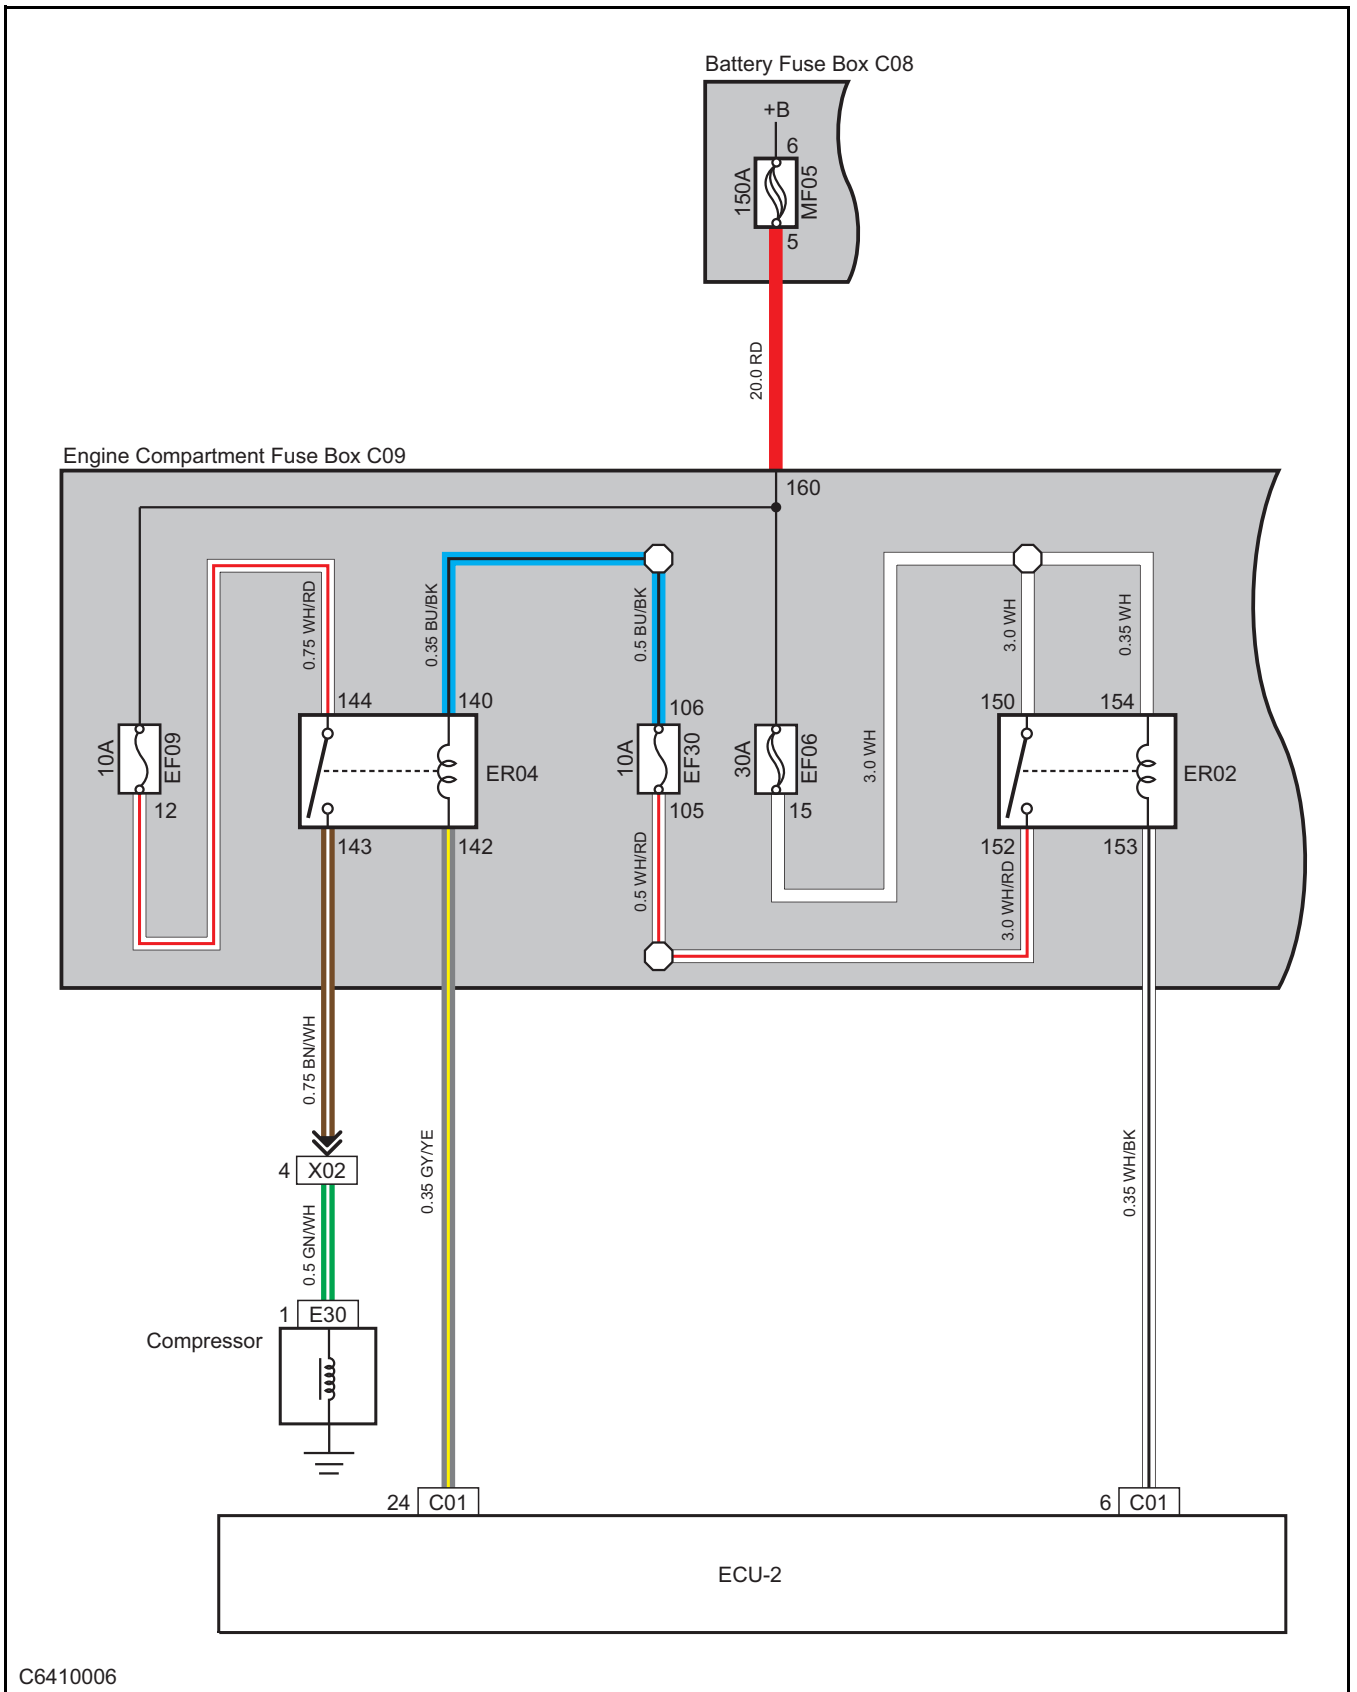 Battery Fuse Box C08
+B
6
150A
MF05
5
20.0 RD
Engine Compartment Fuse Box C09
160
0.75 WH/RD
0.35 BU/BK
0.5 BU/BK
3.0 WH
0.35 WH
144
140
106
150
154
10A
EF09
ER04
10A
EF30
30A
EF06
3.0 WH
ER02
12
105
15
143
142
152
153
0.5 WH/RD
3.0 WH/RD
0.75 BN/WH
0.35 GY/YE
0.35 WH/BK
4 X02
0.5 GN/WH
1 E30
Compressor
24 C01
6 C01
ECU-2
C6410006